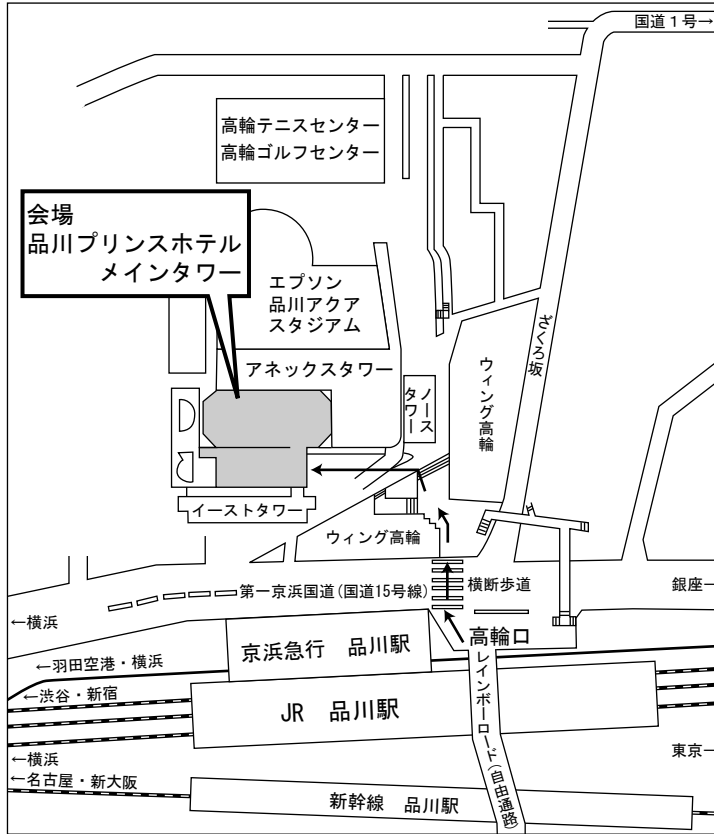 国道１号→
高輪テニスセンター
高輪ゴルフセンター
会場
品川プリンスホテル
メインタワー
エプソン
品川アクア
スタジアム
アネックスタワー
ノース
タワー
ウィング高輪
ざくろ坂
イーストタワー
ウィング高輪
第一京浜国道(国道15号線)
横断歩道
銀座→
←横浜
高輪口
京浜急行　品川駅
←羽田空港・横浜
←渋谷・新宿
JR　品川駅
レインボーロード(自由通路)
東京→
←横浜
←名古屋・新大阪
新幹線　品川駅